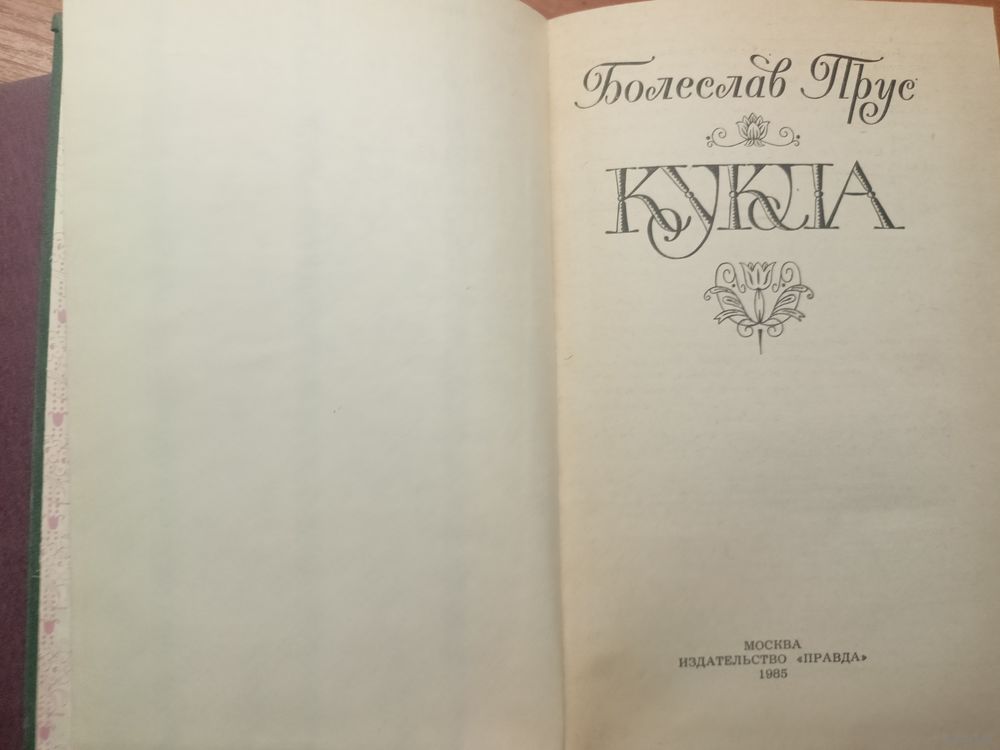 Болеслав Прус
КУКЛА
МОСКВА
ИЗДАТЕЛЬСТВО «ПРАВДА»
1985